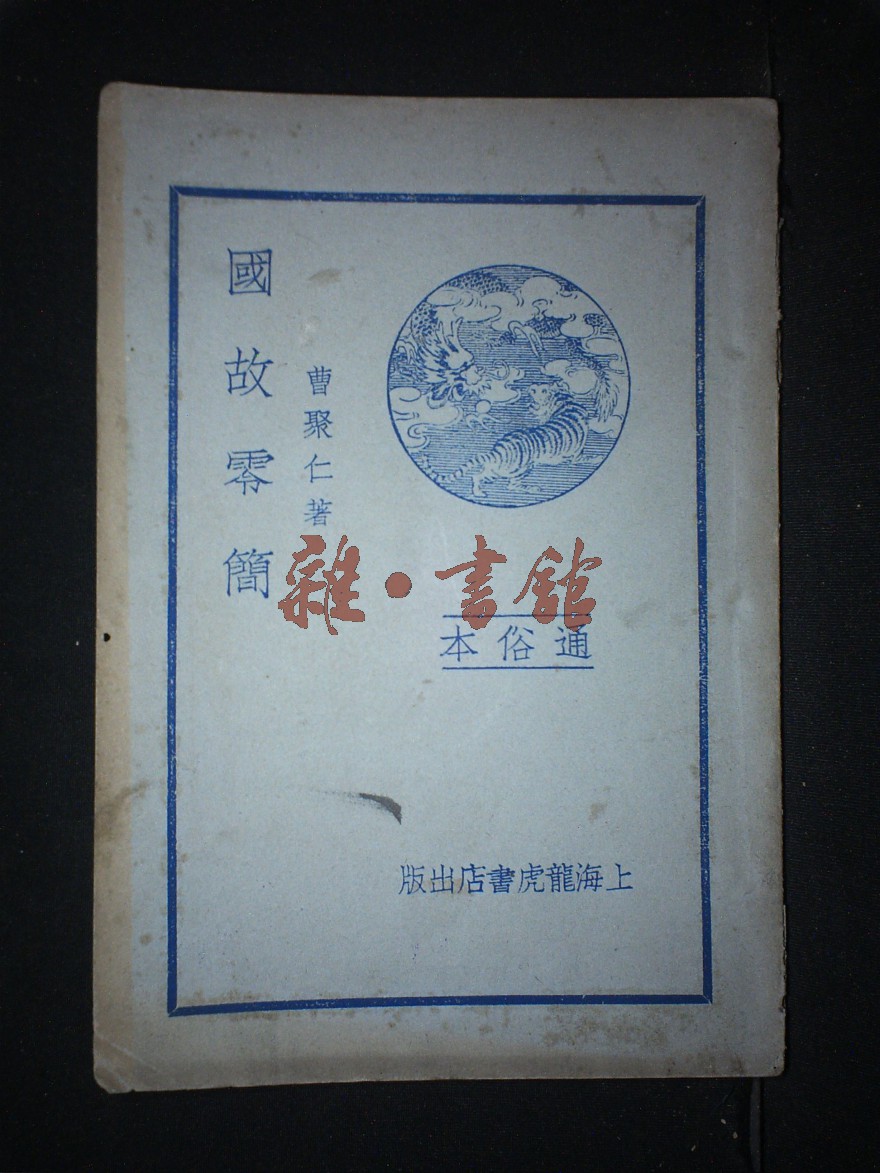 國故零簡
曹聚仁著
雜·書館
通俗本
上海龍虎書店出版